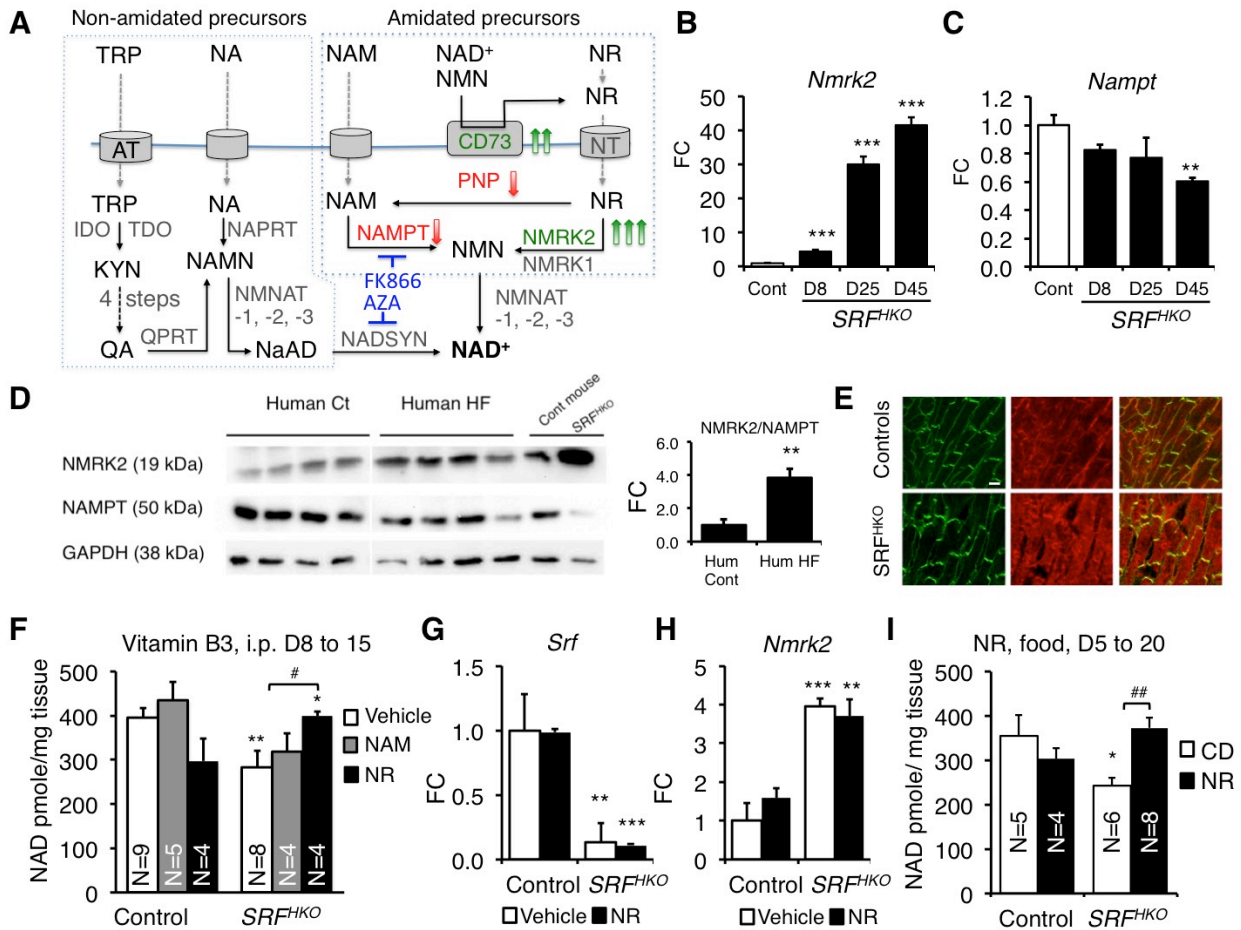 A
Non-amidated precursors
Amidated precursors
TRP
NA
NAM
NAD+
NMN
NR
NR
AT
CD73
NT
PNP
TRP
NA
NAM
NR
IDO
TDO
NAPRT
NAMPT
NMN
NMRK2
NMRK1
KYN
NAMN
FK866
AZA
4 steps
NMNAT
-1, -2, -3
NMNAT
-1, -2, -3
QA
QPRT
NaAD
NADSYN
NAD+
B
Nmrk2
FC
50
40
30
20
10
0
***
***
***
Cont
D8
D25
D45
SRFHKO
C
Nampt
FC
1.2
1.0
0.8
0.6
0.4
0.2
0.0
**
Cont
D8
D25
D45
SRFHKO
D
Human Ct
Human HF
Cont mouse
SRFHKO
NMRK2 (19 kDa)
NAMPT (50 kDa)
GAPDH (38 kDa)
NMRK2/NAMPT
FC
6.0
4.0
2.0
0.0
**
Hum
Cont
Hum HF
E
Controls
SRFHKO
F
Vitamin B3, i.p. D8 to 15
NAD pmole/mg tissue
500
400
300
200
100
0
#
**
*
N=9
N=5
N=4
N=8
N=4
N=4
Control
SRFHKO
Vehicle
NAM
NR
G
Srf
FC
1.5
1.0
0.5
0.0
**
***
Control
SRFHKO
Vehicle
NR
H
Nmrk2
FC
5
4
3
2
1
0
***
**
Control
SRFHKO
Vehicle
NR
I
NR, food, D5 to 20
NAD pmole/ mg tissue
500
400
300
200
100
0
##
*
N=5
N=4
N=6
N=8
Control
SRFHKO
CD
NR